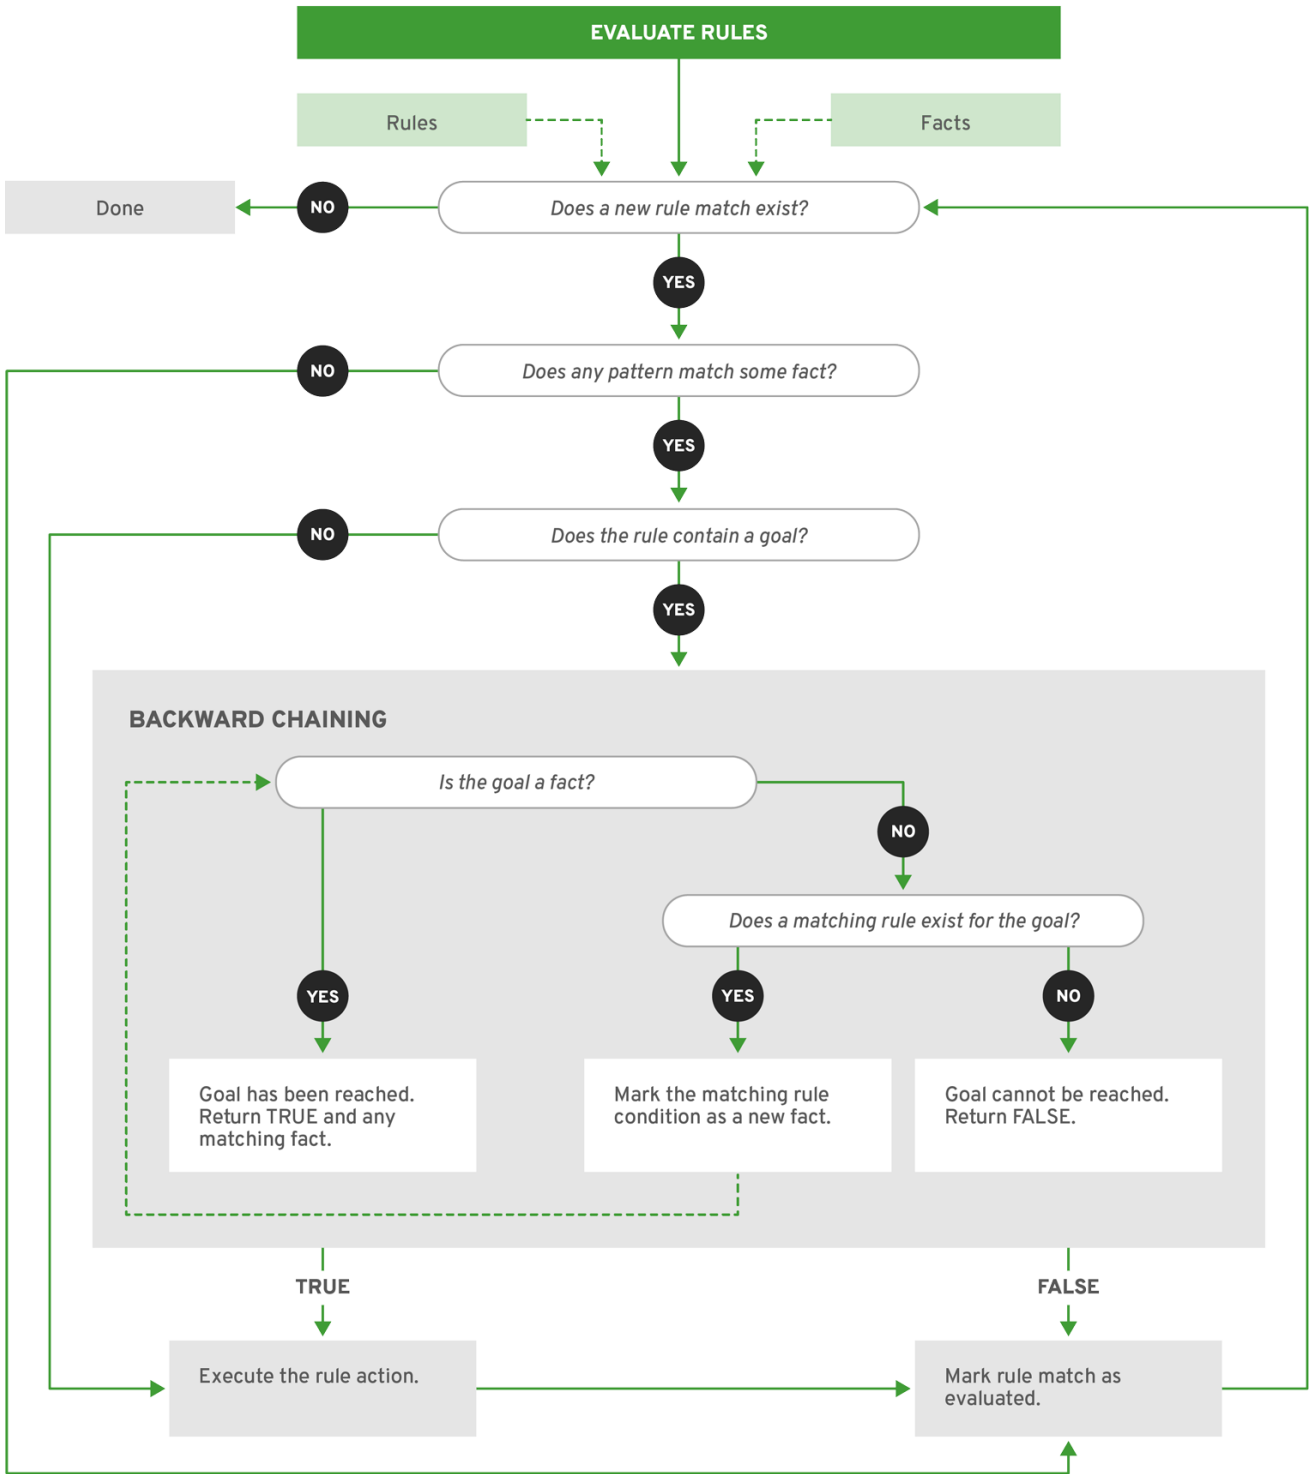 EVALUATE RULES
Rules
Facts
Done
NO
Does a new rule match exist?
YES
NO
Does any pattern match some fact?
YES
NO
Does the rule contain a goal?
YES
BACKWARD CHAINING
Is the goal a fact?
NO
Does a matching rule exist for the goal?
YES
YES
NO
Goal has been reached.
Return TRUE and any
matching fact.
Mark the matching rule
condition as a new fact.
Goal cannot be reached.
Return FALSE.
TRUE
FALSE
Execute the rule action.
Mark rule match as
evaluated.